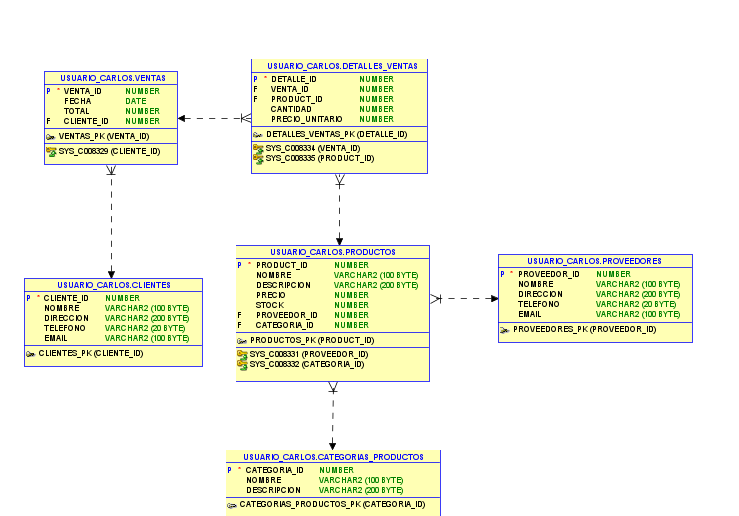 USUARIO_CARLOS.VENTAS
P * VENTA_ID NUMBER
FECHA DATE
TOTAL NUMBER
F CLIENTE_ID NUMBER
VENTAS_PK (VENTA_ID)
SYS_C008329 (CLIENTE_ID)
USUARIO_CARLOS.DETALLES_VENTAS
P * DETALLE_ID NUMBER
F VENTA_ID NUMBER
F PRODUCT_ID NUMBER
CANTIDAD NUMBER
PRECIO_UNITARIO NUMBER
DETALLES_VENTAS_PK (DETALLE_ID)
SYS_C008334 (VENTA_ID)
SYS_C008335 (PRODUCT_ID)
USUARIO_CARLOS.CLIENTES
P * CLIENTE_ID NUMBER
NOMBRE VARCHAR2 (100 BYTE)
DIRECCION VARCHAR2 (200 BYTE)
TELEFONO VARCHAR2 (20 BYTE)
EMAIL VARCHAR2 (100 BYTE)
CLIENTES_PK (CLIENTE_ID)
USUARIO_CARLOS.PRODUCTOS
P * PRODUCT_ID NUMBER
NOMBRE VARCHAR2 (100 BYTE)
DESCRIPCION VARCHAR2 (200 BYTE)
PRECIO NUMBER
STOCK NUMBER
F PROVEEDOR_ID NUMBER
F CATEGORIA_ID NUMBER
PRODUCTOS_PK (PRODUCT_ID)
SYS_C008331 (PROVEEDOR_ID)
SYS_C008332 (CATEGORIA_ID)
USUARIO_CARLOS.PROVEEDORES
P * PROVEEDOR_ID NUMBER
NOMBRE VARCHAR2 (100 BYTE)
DIRECCION VARCHAR2 (200 BYTE)
TELEFONO VARCHAR2 (20 BYTE)
EMAIL VARCHAR2 (100 BYTE)
PROVEEDORES_PK (PROVEEDOR_ID)
USUARIO_CARLOS.CATEGORIAS_PRODUCTOS
P * CATEGORIA_ID NUMBER
NOMBRE VARCHAR2 (100 BYTE)
DESCRIPCION VARCHAR2 (200 BYTE)
CATEGORIAS_PRODUCTOS_PK (CATEGORIA_ID)